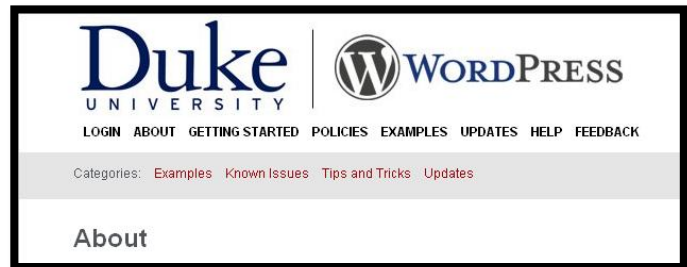 Duke WORDPRESS
UNIVERSITY
LOGIN ABOUT GETTING STARTED POLICIES EXAMPLES UPDATES HELP FEEDBACK
Categories: Examples Known Issues Tips and Tricks Updates
About